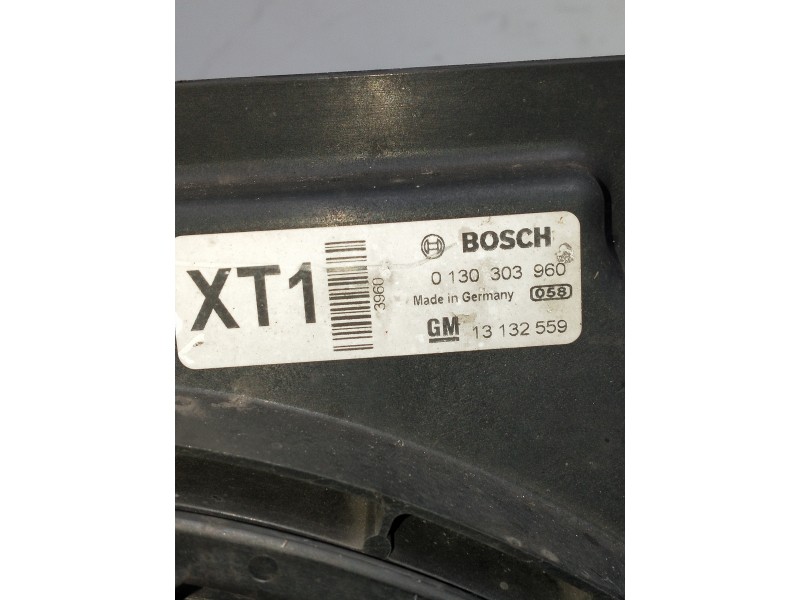 XT1
3960
BOSCH
0 130 303 960
Made in Germany 058
GM 13 132 559